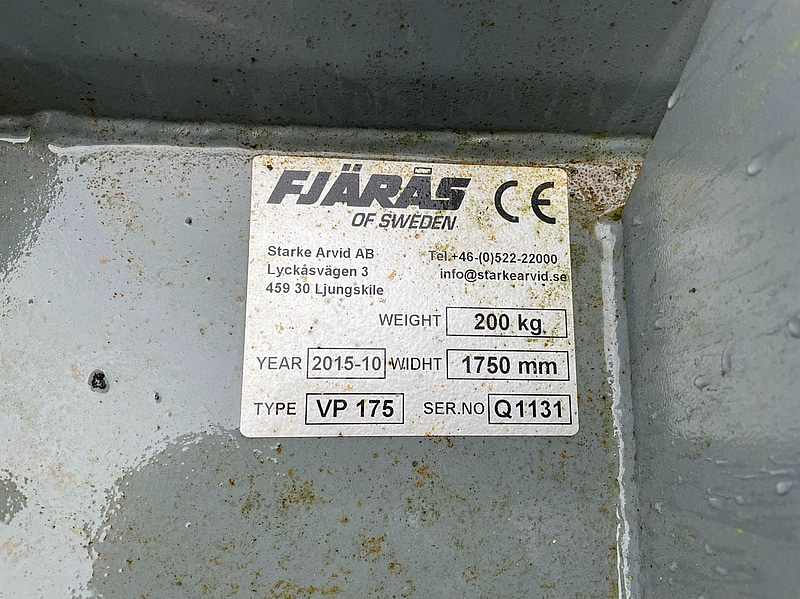 FJÄRÅS
OF SWEDEN
CE
Starke Arvid AB
Lyckåsvägen 3
459 30 Ljungskile
Tel.+46-(0)522-22000
info@starkearvid.se
WEIGHT 200 kg
YEAR 2015-10 WIDHT 1750 mm
TYPE VP 175 SER.NO Q1131